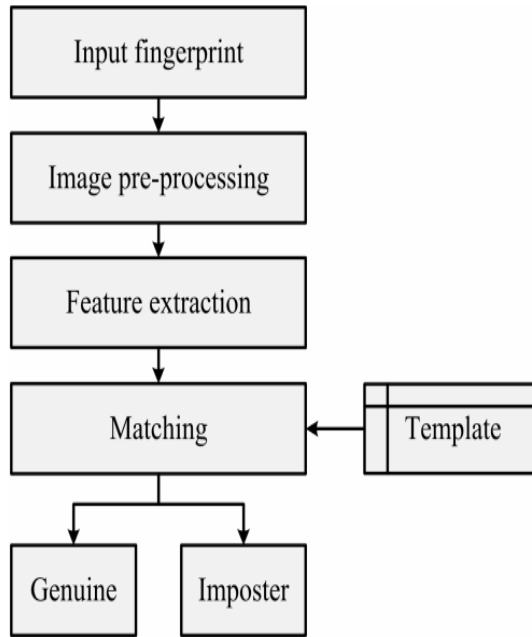 Input fingerprint
Image pre-processing
Feature extraction
Matching
Template
Genuine
Imposter